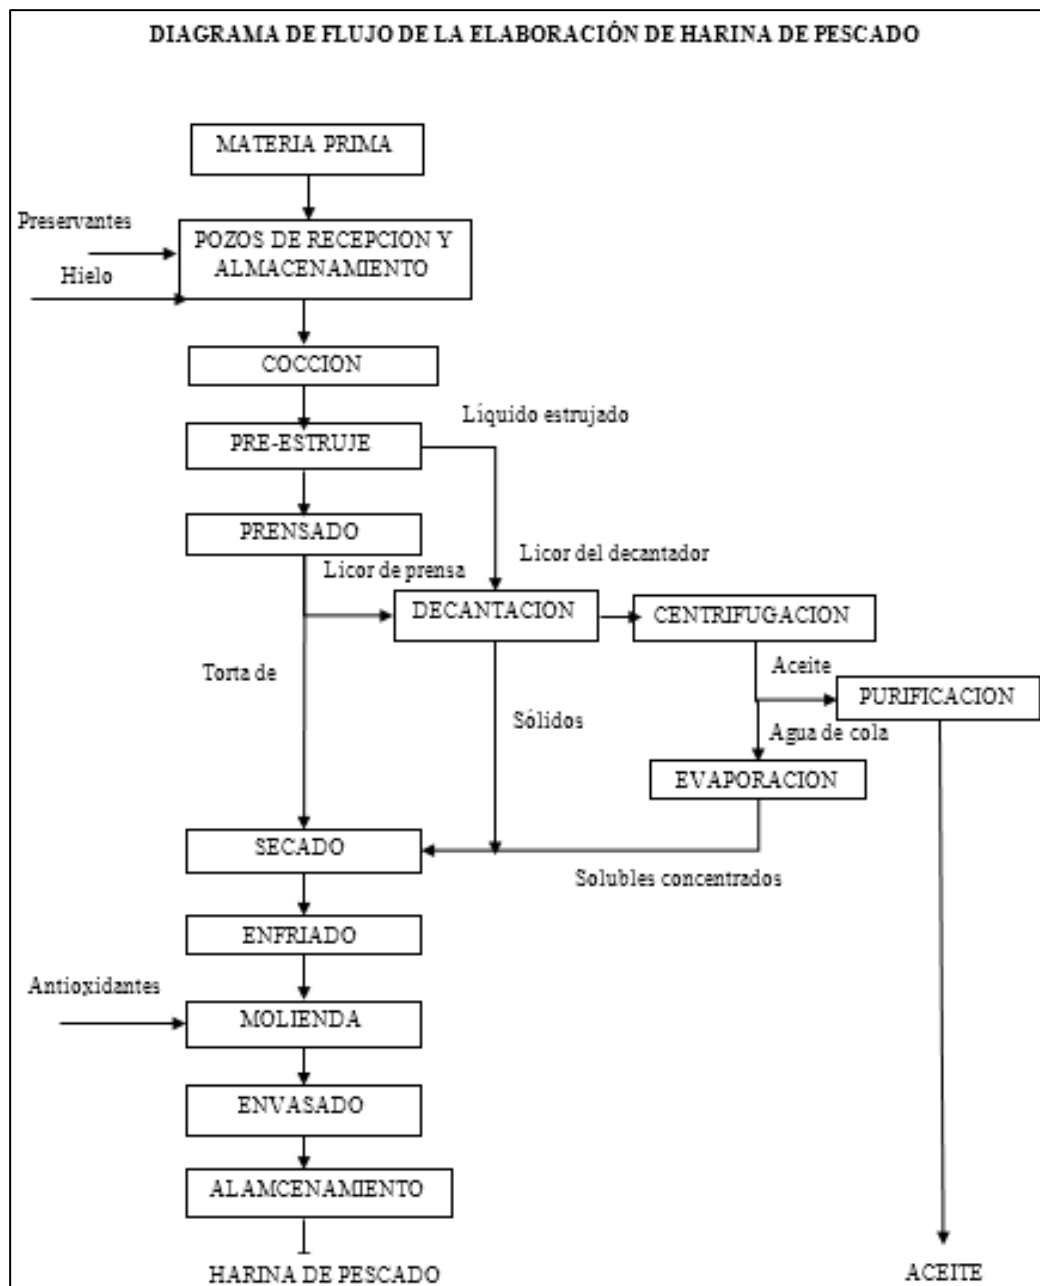 DIAGRAMA DE FLUJO DE LA ELABORACIÓN DE HARINA DE PESCADO
MATERIA PRIMA
Preservantes
POZOS DE RECEPCION Y
ALMACENAMIENTO
Hielo
COCCION
Líquido estrujado
PRE-ESTRUJE
PRENSADO
Licor de prensa
Licor del decantador
DECANTACION
CENTRIFUGACION
Torta de
Aceite
PURIFICACION
Sólidos
Agua de cola
EVAPORACION
SECADO
Solubles concentrados
ENFRIADO
Antioxidantes
MOLIENDA
ENVASADO
ALAMCENAMIENTO
HARINA DE PESCADO
ACEITE